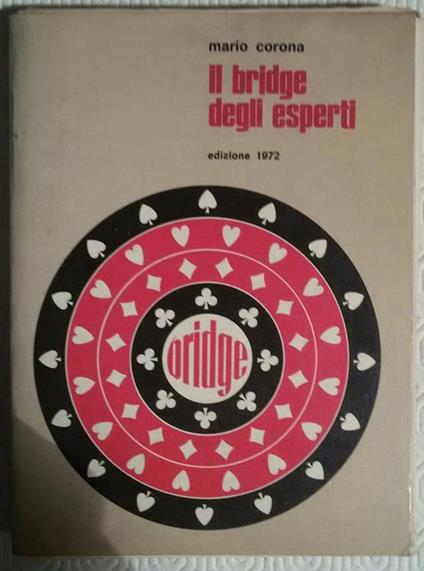 mario corona
il bridge
degli esperti
edizione 1972
bridge